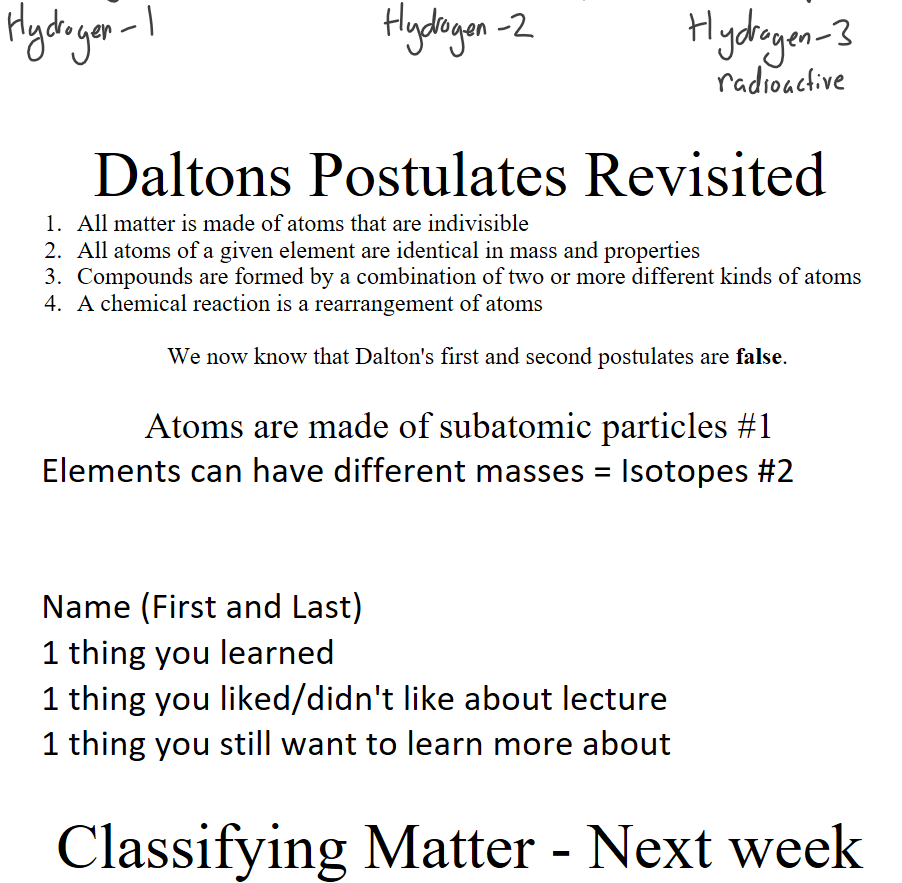 Hydrogen-1 Hydrogen-2 Hydrogen-3
radioactive
Daltons Postulates Revisited
1. All matter is made of atoms that are indivisible
2. All atoms of a given element are identical in mass and properties
3. Compounds are formed by a combination of two or more different kinds of atoms
4. A chemical reaction is a rearrangement of atoms
We now know that Dalton's first and second postulates are false.
Atoms are made of subatomic particles #1
Elements can have different masses = Isotopes #2
Name (First and Last)
1 thing you learned
1 thing you liked/didn't like about lecture
1 thing you still want to learn more about
Classifying Matter - Next week